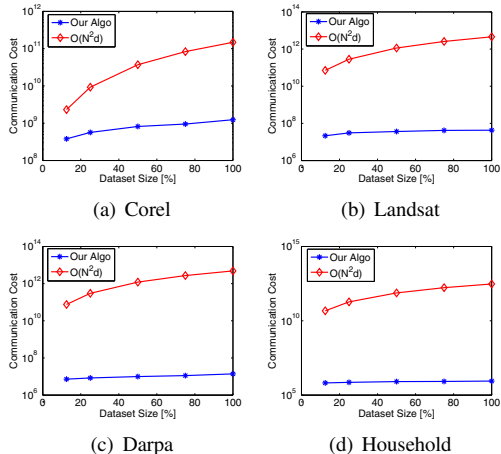 10^12
10^11
10^10
10^9
10^8
Communication Cost
Our Algo
O(N^2d)
0 20 40 60 80 100
Dataset Size [%]
(a) Corel
10^14
10^12
10^10
10^8
10^6
Communication Cost
Our Algo
O(N^2d)
0 20 40 60 80 100
Dataset Size [%]
(b) Landsat
10^14
10^12
10^10
10^8
10^6
Communication Cost
Our Algo
O(N^2d)
0 20 40 60 80 100
Dataset Size [%]
(c) Darpa
10^15
10^10
10^5
Communication Cost
Our Algo
O(N^2d)
0 20 40 60 80 100
Dataset Size [%]
(d) Household